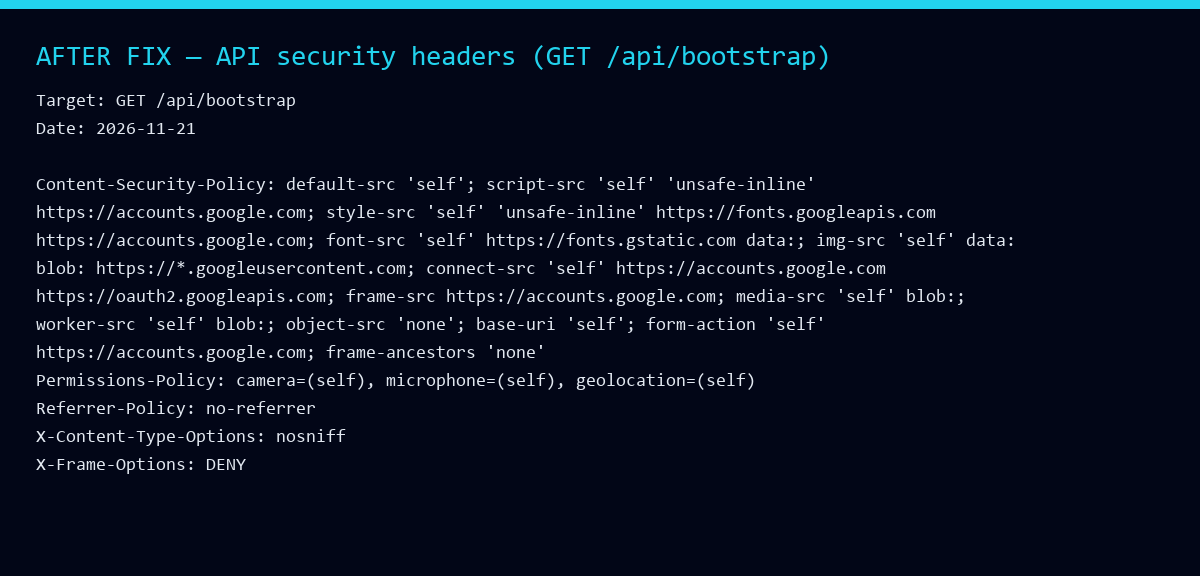 AFTER FIX — API security headers (GET /api/bootstrap)
Target: GET /api/bootstrap
Date: 2026-11-21
Content-Security-Policy: default-src 'self'; script-src 'self' 'unsafe-inline'
https://accounts.google.com; style-src 'self' 'unsafe-inline' https://fonts.googleapis.com
https://accounts.google.com; font-src 'self' https://fonts.gstatic.com data:; img-src 'self' data:
blob: https://*.googleusercontent.com; connect-src 'self' https://accounts.google.com
https://oauth2.googleapis.com; frame-src https://accounts.google.com; media-src 'self' blob:;
worker-src 'self' blob:; object-src 'none'; base-uri 'self'; form-action 'self'
https://accounts.google.com; frame-ancestors 'none'
Permissions-Policy: camera=(self), microphone=(self), geolocation=(self)
Referrer-Policy: no-referrer
X-Content-Type-Options: nosniff
X-Frame-Options: DENY